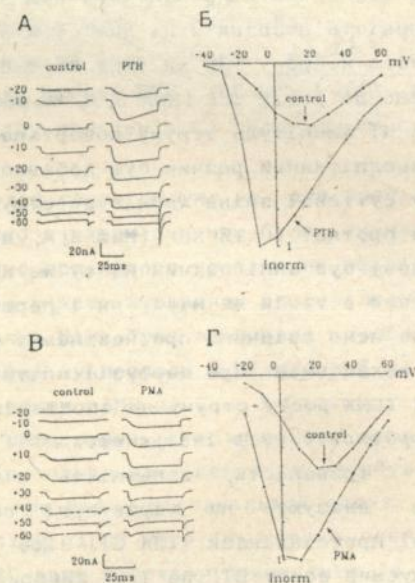 А
control PTH
-20
-10
0
+10
+20
+30
+40
+50
+60
20nA
25ms
Б
-40 -20 0 20 40 60
mV
control
PTH
1
Inorm
В
control PMA
-20
-10
0
+10
+20
+30
+40
+50
+60
20nA
25ms
Г
-20 20 40 60
mV
control
PMA
1
Inorm